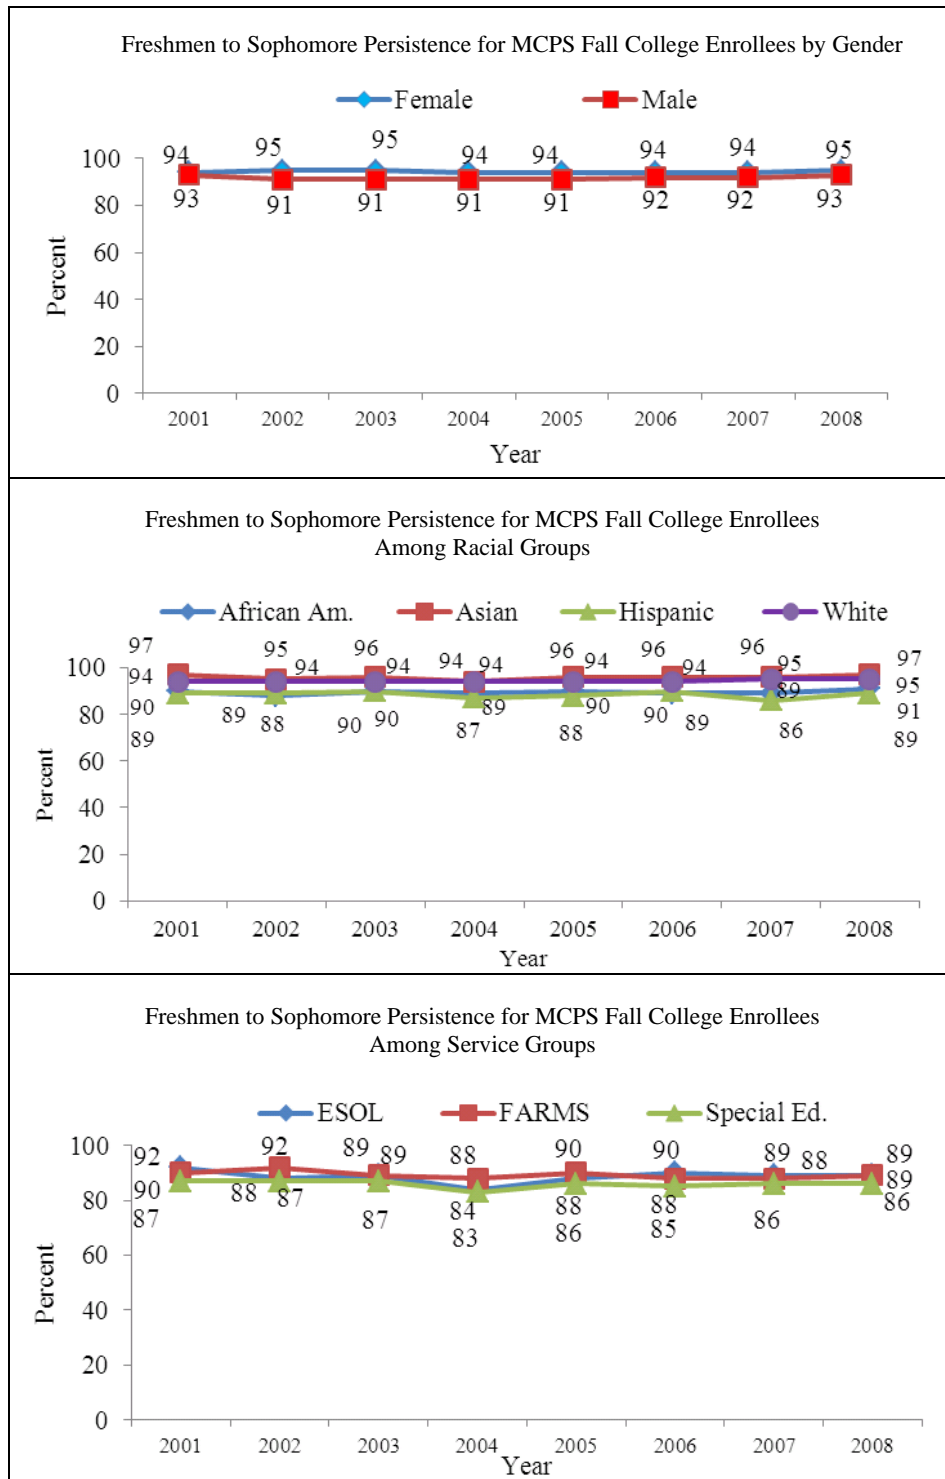 Freshmen to Sophomore Persistence for MCPS Fall College Enrollees by Gender
Female Male
94 95 95 94 94 94 94 95
93 91 91 91 91 92 92 93
100
80
60
40
20
0
Percent
2001 2002 2003 2004 2005 2006 2007 2008
Year
Freshmen to Sophomore Persistence for MCPS Fall College Enrollees
Among Racial Groups
African Am. Asian Hispanic White
97 95 96 94 94 96 96 96 97
94 94 94 94 94 95 95
90 89 88 90 90 89 90 90 89 89 91
89 87 88 86 89
100
80
60
40
20
0
Percent
2001 2002 2003 2004 2005 2006 2007 2008
Year
Freshmen to Sophomore Persistence for MCPS Fall College Enrollees
Among Service Groups
ESOL FARMS Special Ed.
92 92 89 89 88 90 90 89 88 89
90 88 87 84 88 88 89
87 87 83 86 85 86 86
100
80
60
40
20
0
Percent
2001 2002 2003 2004 2005 2006 2007 2008
Year